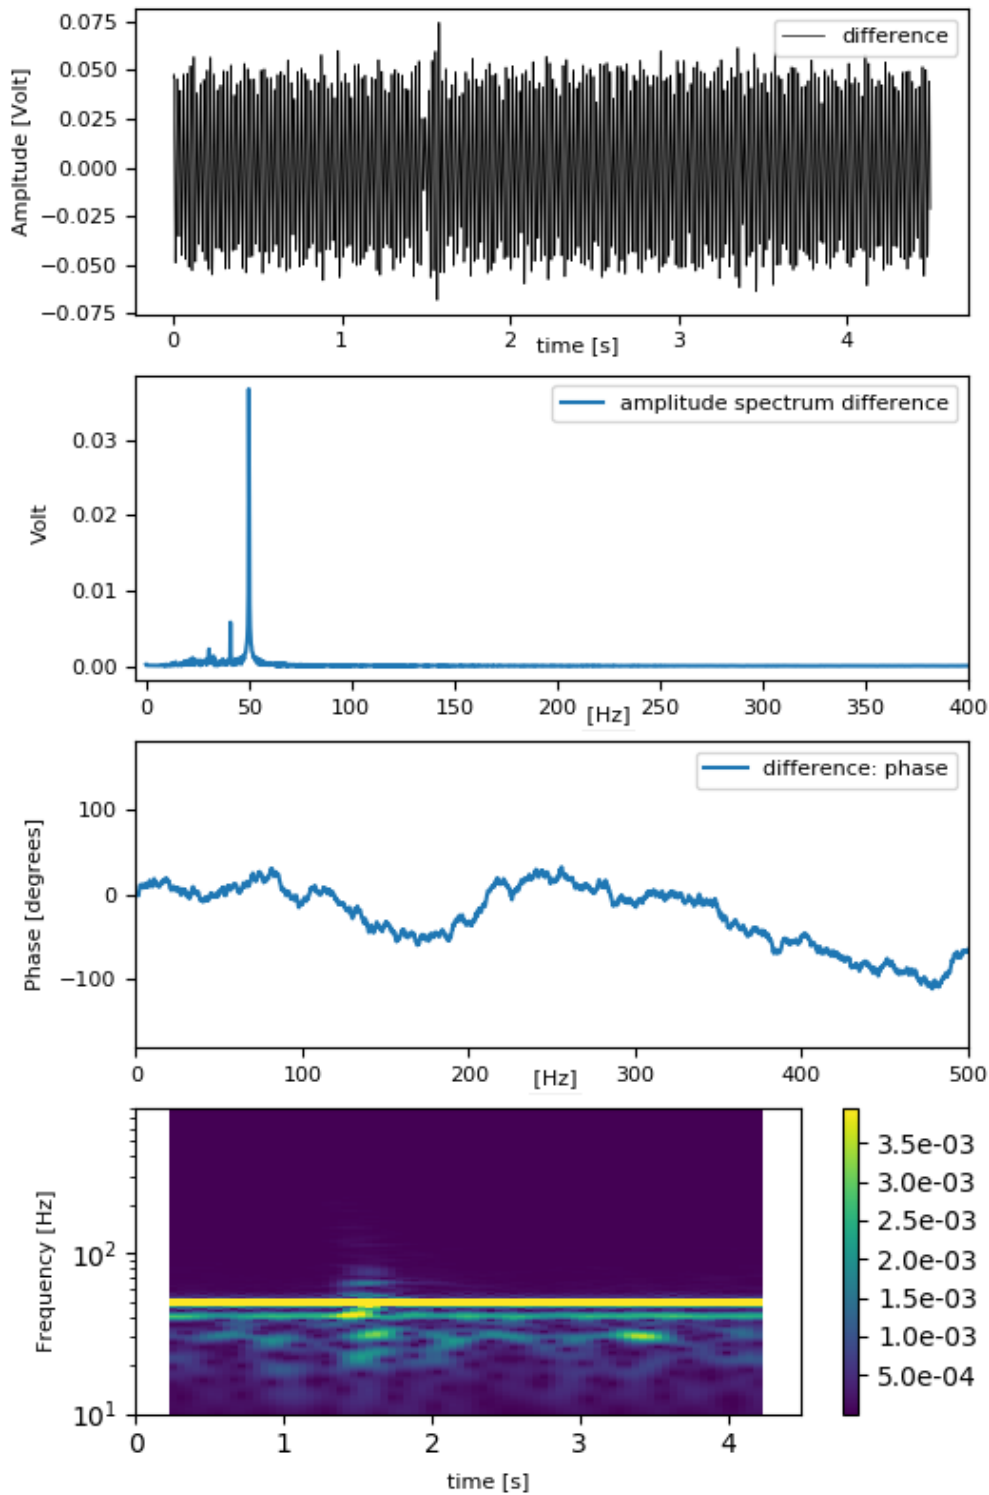 0.075
0.050
0.025
0.000
−0.025
−0.050
−0.075
Ampltude [Volt]
difference
0 1 2 3 4
time [s]
0.03
0.02
0.01
0.00
Volt
amplitude spectrum difference
0 50 100 150 200 250 300 350 400
[Hz]
100
0
−100
Phase [degrees]
difference: phase
0 100 200 300 400 500
[Hz]
10²
10¹
Frequency [Hz]
0 1 2 3 4
time [s]
3.5e-03
3.0e-03
2.5e-03
2.0e-03
1.5e-03
1.0e-03
5.0e-04